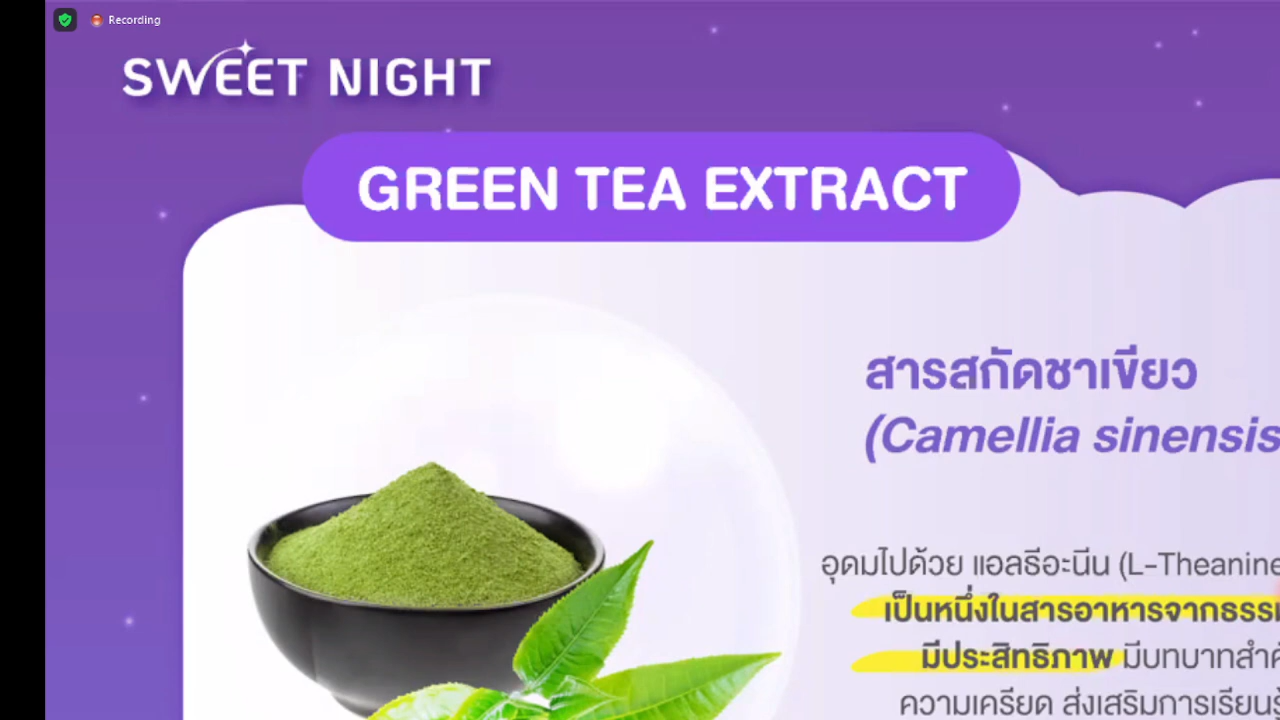 Recording
SWEET NIGHT
GREEN TEA EXTRACT
สารสกัดชาเขียว
(Camellia sinensis
อุดมไปด้วย แอลธีอะนีน (L-Theanine
เป็นหนึ่งในสารอาหารจากธรรม
มีประสิทธิภาพ มีบทบาทสำคั
ความเครียด ส่งเสริมการเรียนรู้